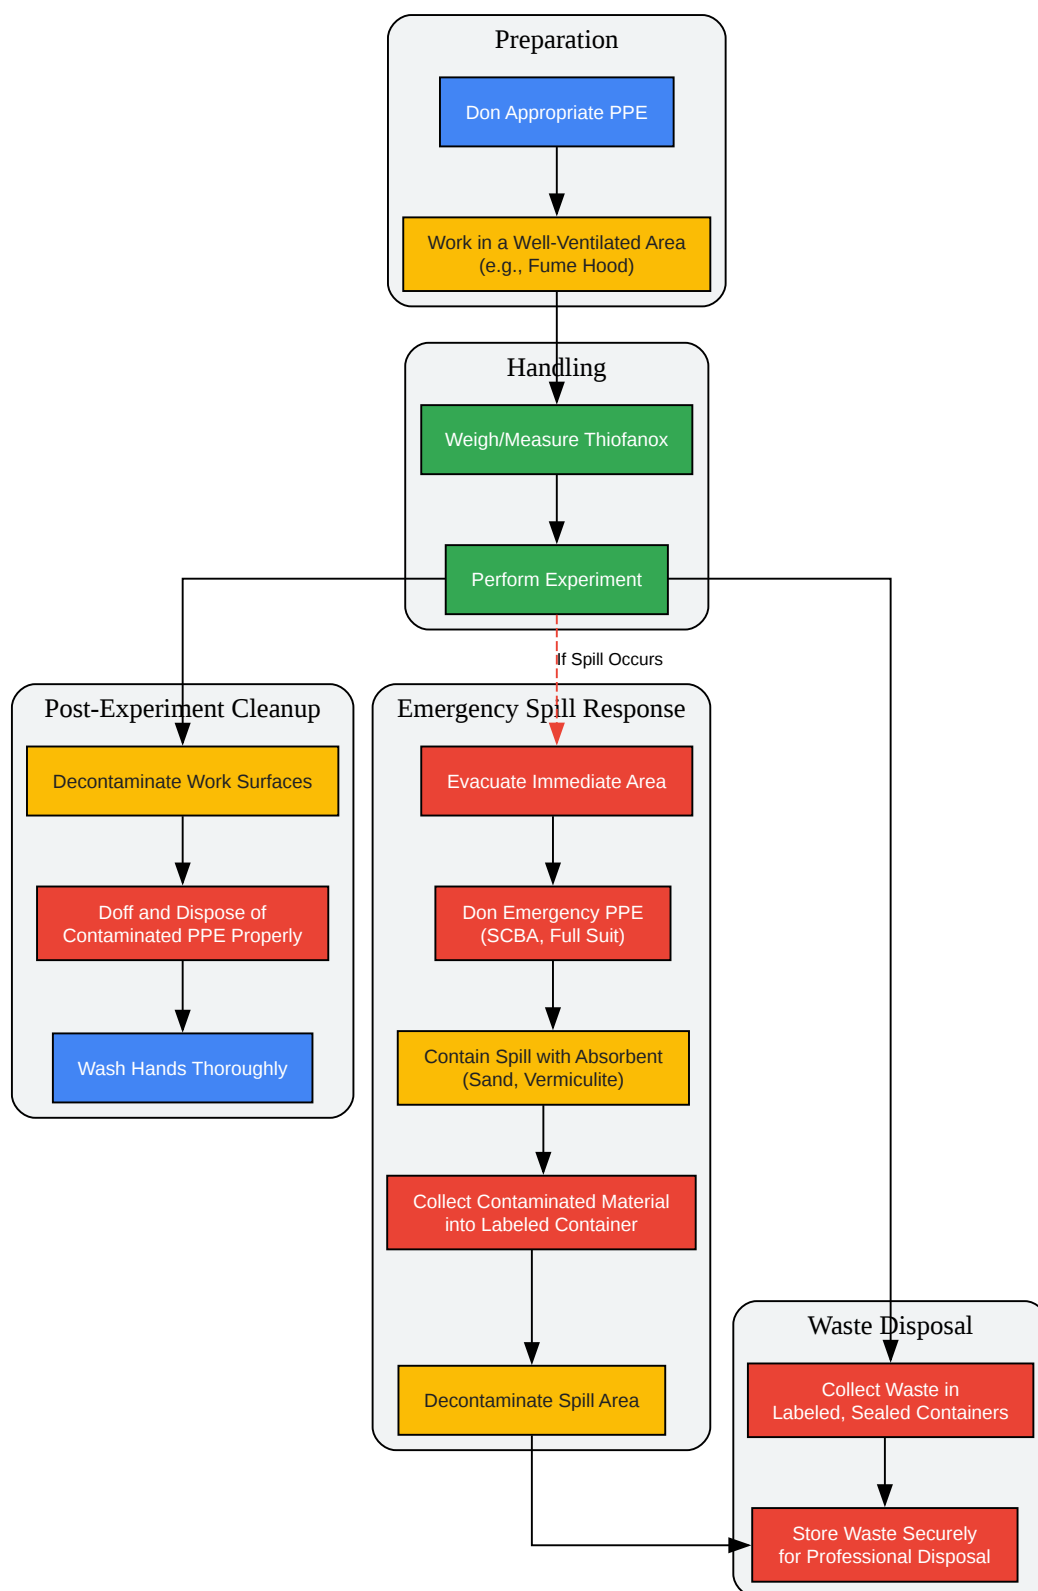 Preparation
Don Appropriate PPE
Work in a Well-Ventilated Area
(e.g., Fume Hood)
Handling
Weigh/Measure Thiofanox
Perform Experiment
If Spill Occurs
Post-Experiment Cleanup
Decontaminate Work Surfaces
Doff and Dispose of
Contaminated PPE Properly
Wash Hands Thoroughly
Emergency Spill Response
Evacuate Immediate Area
Don Emergency PPE
(SCBA, Full Suit)
Contain Spill with Absorbent
(Sand, Vermiculite)
Collect Contaminated Material
into Labeled Container
Decontaminate Spill Area
Waste Disposal
Collect Waste in
Labeled, Sealed Containers
Store Waste Securely
for Professional Disposal